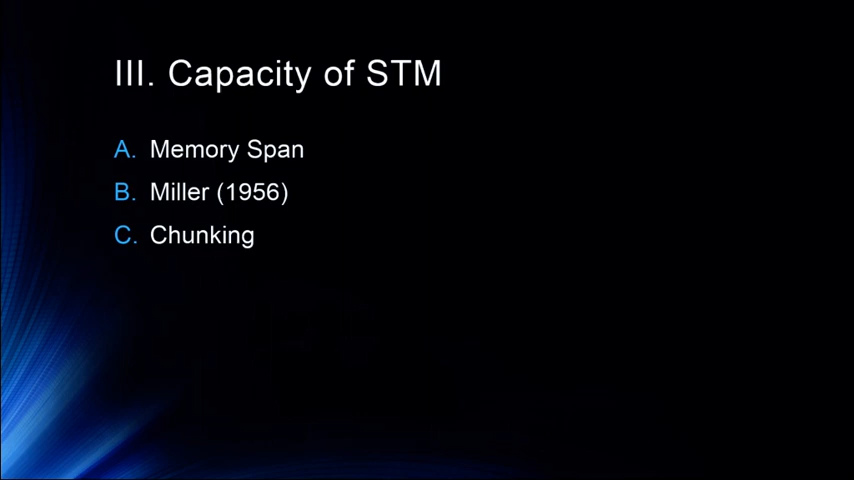 III. Capacity of STM
A. Memory Span
B. Miller (1956)
C. Chunking